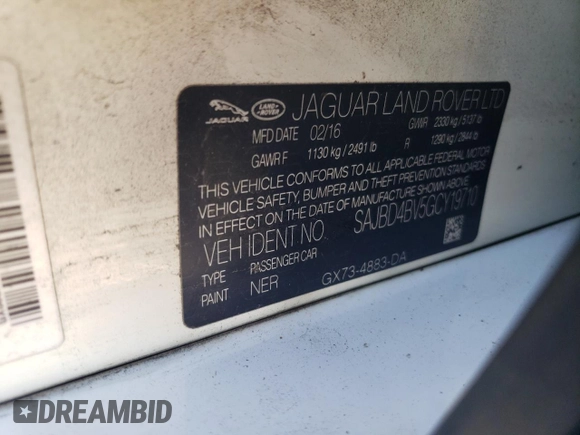 JAGUAR
LAND ROVER
JAGUAR LAND ROVER LTD
MFD DATE 02/16 GWR 2330 kg / 5137 lb
GAWR F 1130 kg / 2491 lb R 1290 kg / 2844 lb
THIS VEHICLE CONFORMS TO ALL APPLICABLE FEDERAL MOTOR
VEHICLE SAFETY, BUMPER AND THEFT PREVENTION STANDARDS
IN EFFECT ON THE DATE OF MANUFACTURE SHOWN ABOVE.
VEH IDENT NO. SAJBD4BV5GCY19710
TYPE PASSENGER CAR
PAINT NER GX73-4883-DA
DREAMBID